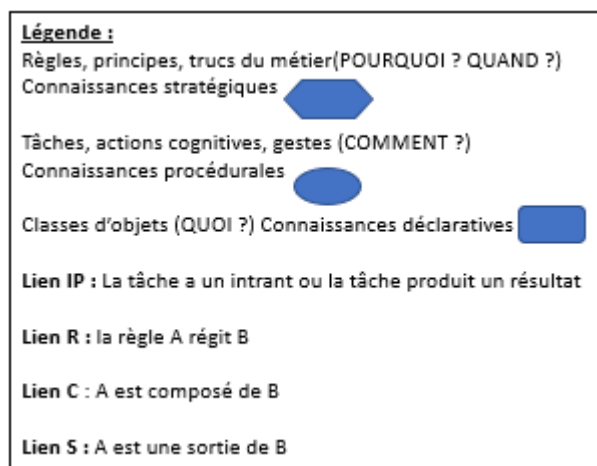 Légende :
Règles, principes, trucs du métier(POURQUOI ? QUAND ?)
Connaissances stratégiques
Tâches, actions cognitives, gestes (COMMENT ?)
Connaissances procédurales
Classes d'objets (QUOI ?) Connaissances déclaratives
Lien IP : La tâche a un intrant ou la tâche produit un résultat
Lien R : la règle A régit B
Lien C : A est composé de B
Lien S : A est une sortie de B